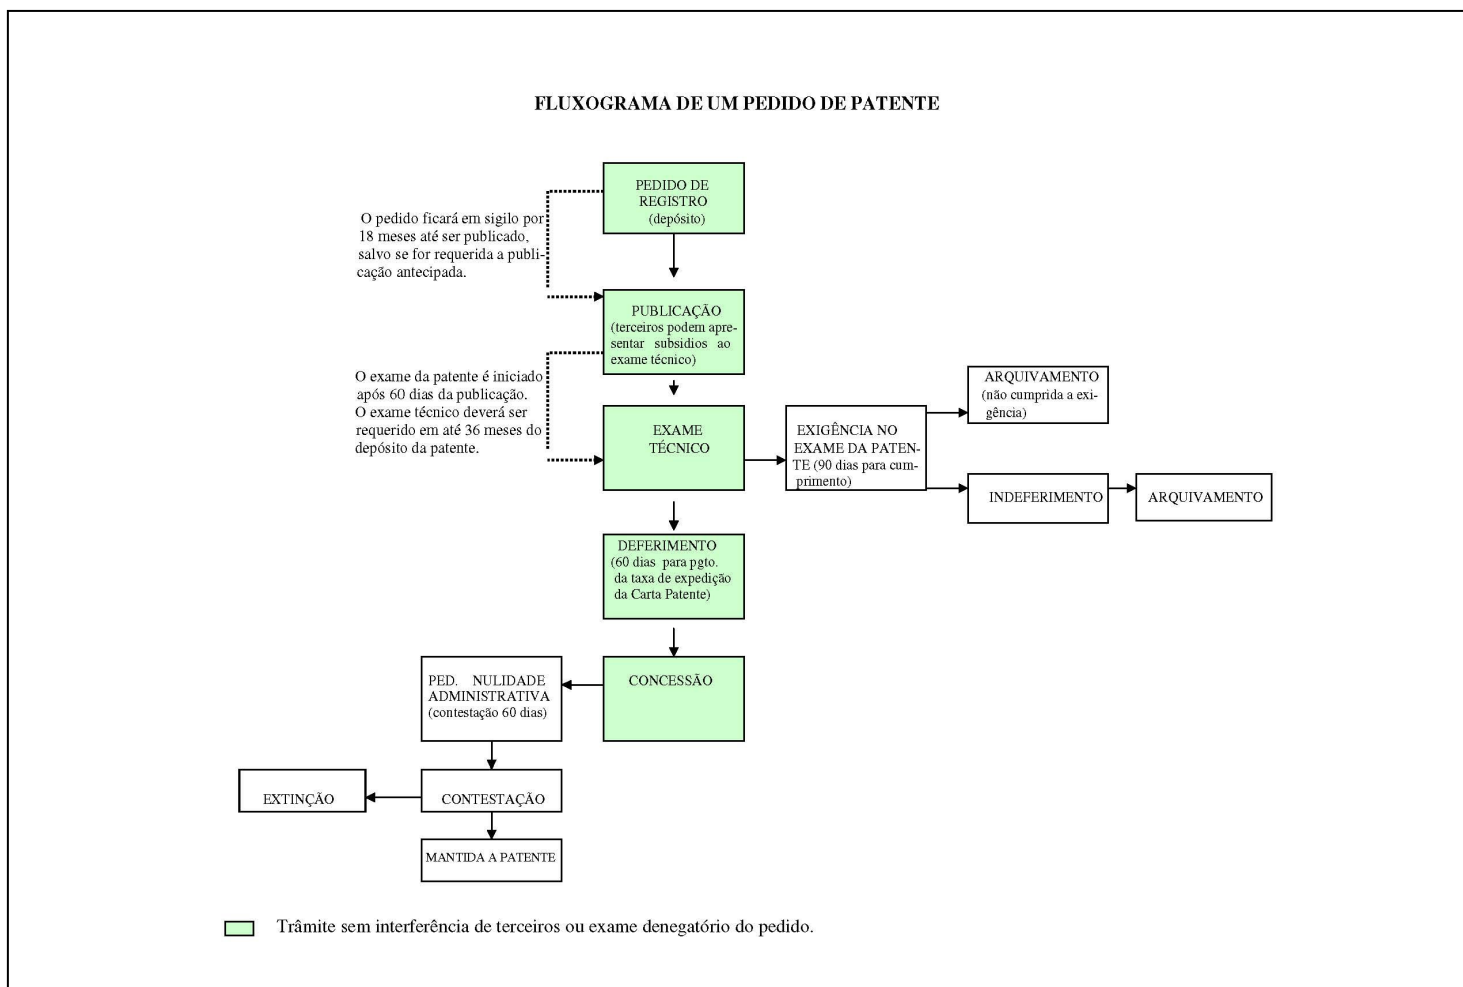 FLUXOGRAMA DE UM PEDIDO DE PATENTE
PEDIDO DE
REGISTRO
(depósito)
O pedido ficará em sigilo por
18 meses até ser publicado,
salvo se for requerida a publi-
cação antecipada.
PUBLICAÇÃO
(terceiros podem apre-
sentar subsidios ao
exame técnico)
O exame da patente é iniciado
após 60 dias da publicação.
O exame técnico deverá ser
requerido em até 36 meses do
depósito da patente.
EXAME
TÉCNICO
EXIGÊNCIA NO
EXAME DA PATEN-
TE (90 dias para cum-
primento)
ARQUIVAMENTO
(não cumprida a exi-
gência)
INDEFERIMENTO
ARQUIVAMENTO
DEFERIMENTO
(60 dias para pgto.
da taxa de expedição
da Carta Patente)
CONCESSÃO
PED. NULIDADE
ADMINISTRATIVA
(contestação 60 dias)
EXTINÇÃO
CONTESTAÇÃO
MANTIDA A PATENTE
Trâmite sem interferência de terceiros ou exame denegatório do pedido.